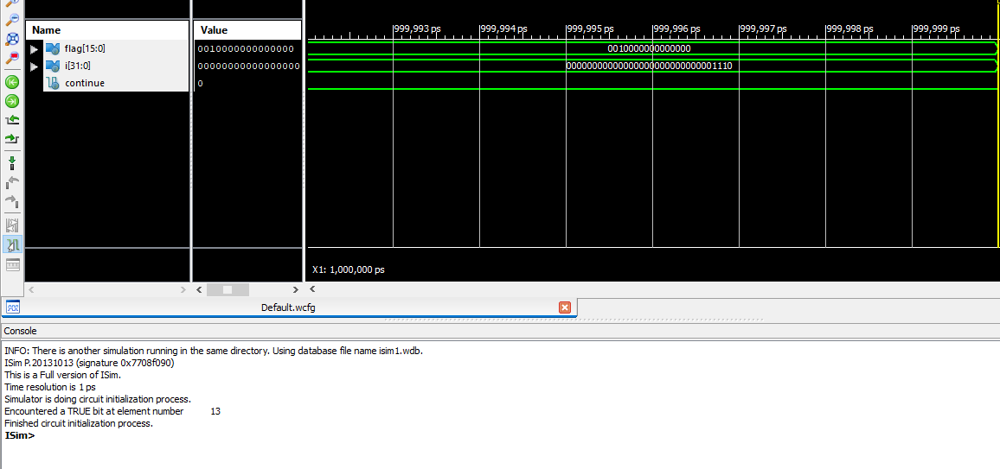 Name
Value
999,993 ps
999,994 ps
999,995 ps
999,996 ps
999,997 ps
999,998 ps
999,999 ps
flag[15:0]
0010000000000000
0010000000000000
i[31:0]
00000000000000000
00000000000000000000000000001110
continue
0
X1: 1,000,000 ps
Default.wcfg
Console
INFO: There is another simulation running in the same directory. Using database file name isim1.wdb.
ISim P.20131013 (signature 0x7708f090)
This is a Full version of ISim.
Time resolution is 1 ps
Simulator is doing circuit initialization process.
Encountered a TRUE bit at element number 13
Finished circuit initialization process.
ISim>